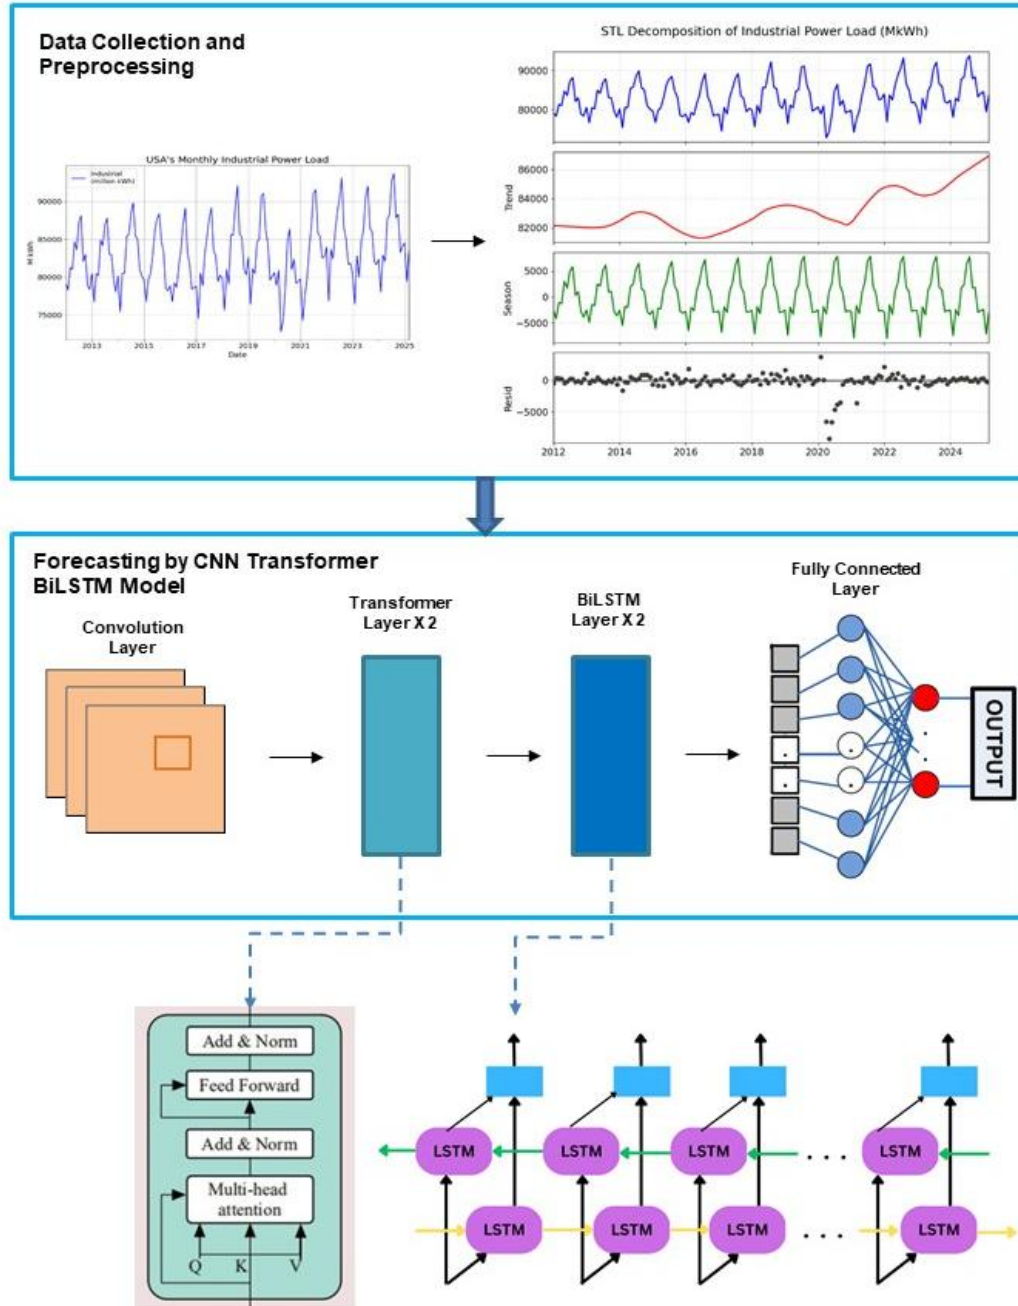 Data Collection and
Preprocessing
USA's Monthly Industrial Power Load
Industrial
(million kWh)
90000
85000
80000
75000
M kWh
2013 2015 2017 2019 2021 2023 2025
Date
STL Decomposition of Industrial Power Load (MkWh)
90000
80000
86000
84000
82000
Trend
5000
0
−5000
Season
0
−5000
Resid
2012 2014 2016 2018 2020 2022 2024
Forecasting by CNN Transformer
BiLSTM Model
Convolution
Layer
Transformer
Layer X 2
BiLSTM
Layer X 2
Fully Connected
Layer
OUTPUT
Add & Norm
Feed Forward
Add & Norm
Multi-head
attention
Q K V
LSTM LSTM LSTM . . . LSTM
LSTM LSTM LSTM . . . LSTM